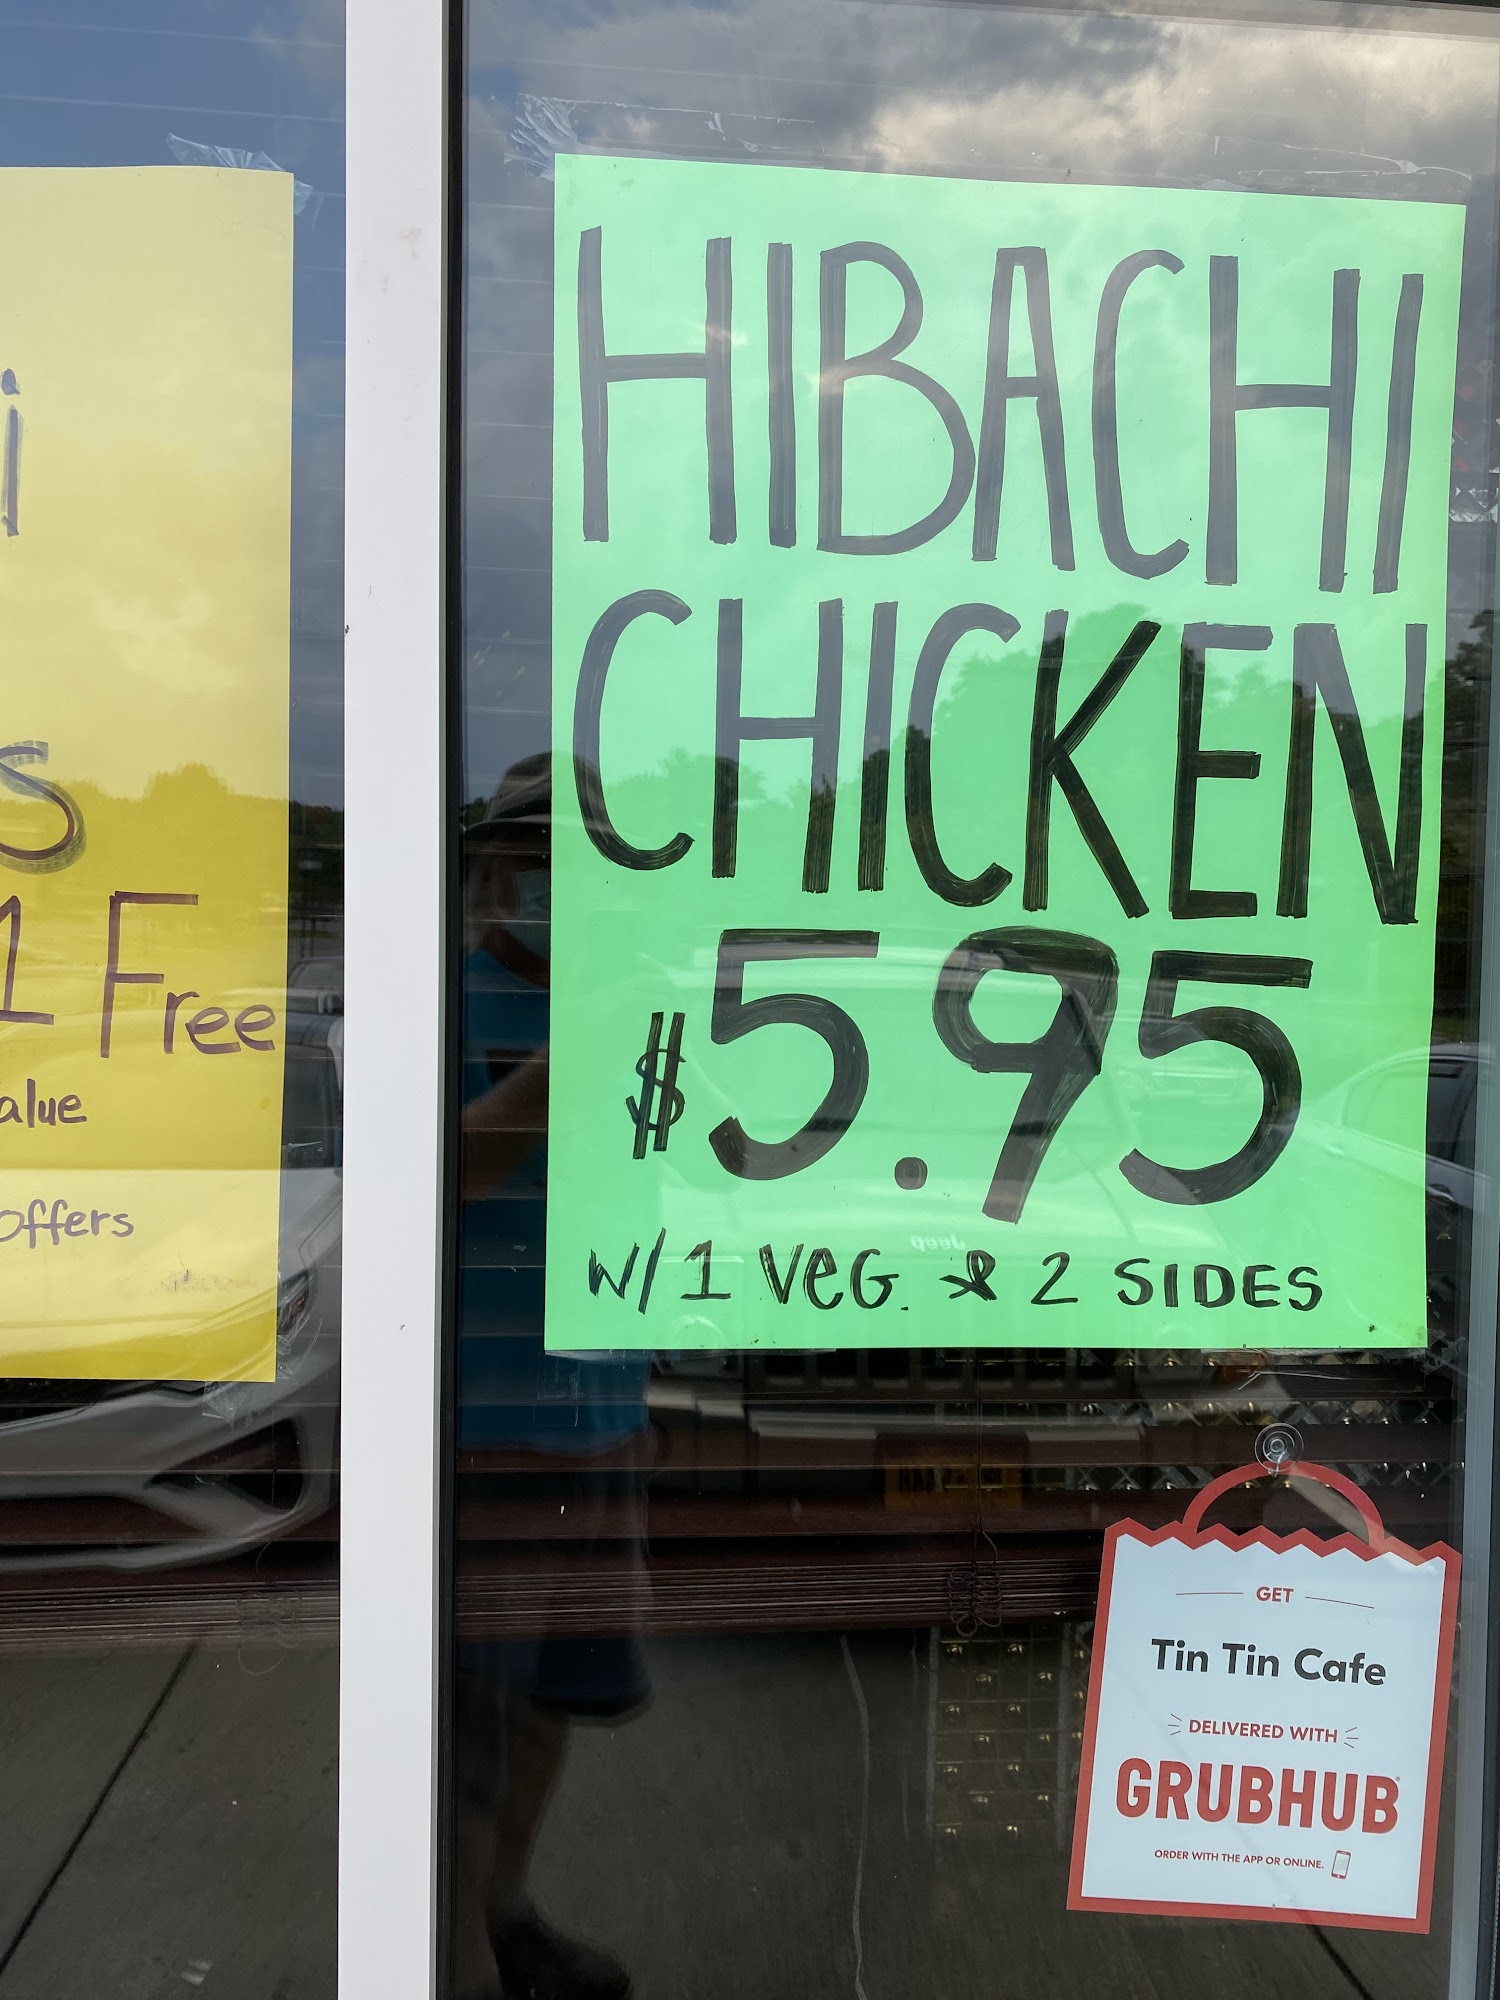 i
s
1 Free
alue
offers
HIBACHI
CHICKEN
$5.95
W/ 1 VEG. & 2 SIDES
GET
Tin Tin Cafe
DELIVERED WITH
GRUBHUB
ORDER WITH THE APP OR ONLINE.